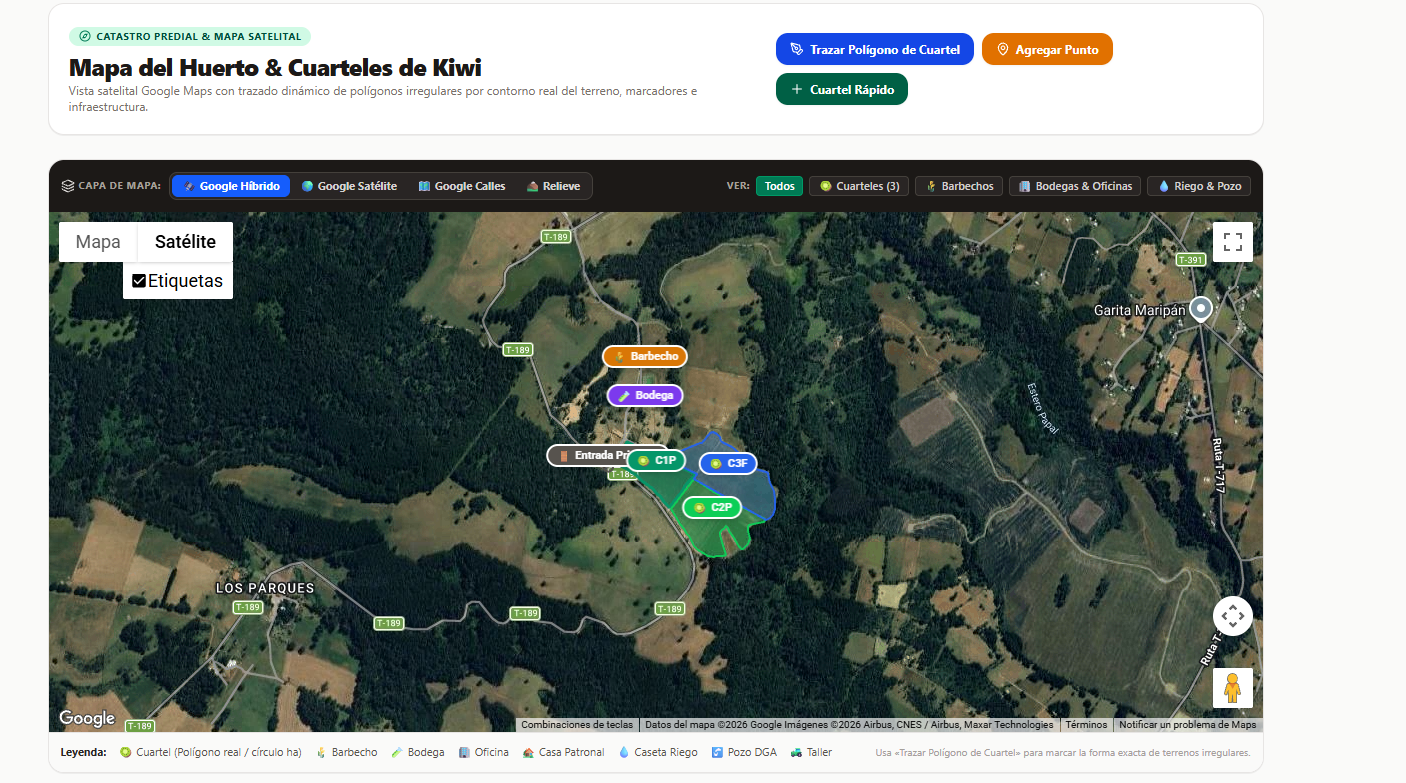 CATASTRO PREDIAL & MAPA SATELITAL
Mapa del Huerto & Cuarteles de Kiwi
Vista satelital Google Maps con trazado dinámico de polígonos irregulares por contorno real del terreno, marcadores e
infraestructura.
Trazar Polígono de Cuartel
Agregar Punto
Cuartel Rápido
CAPA DE MAPA:
Google Híbrido
Google Satélite
Google Calles
Relieve
VER:
Todos
Cuarteles (3)
Barbechos
Bodegas & Oficinas
Riego & Pozo
Mapa
Satélite
Etiquetas
T-189
T-391
Garita Maripán
T-189
Barbecho
Bodega
Estero Papal
Entrada
C1P
C3F
Ruta T-717
C2P
LOS PARQUES
T-189
T-189
T-189
T-189
Ruta T-
Google
T-189
Combinaciones de teclas
Datos del mapa ©2026 Google Imágenes ©2026 Airbus, CNES / Airbus, Maxar Technologies
Términos
Notificar un problema de Maps
Leyenda:
Cuartel (Polígono real / círculo ha)
Barbecho
Bodega
Oficina
Casa Patronal
Caseta Riego
Pozo DGA
Taller
Usa «Trazar Polígono de Cuartel» para marcar la forma exacta de terrenos irregulares.